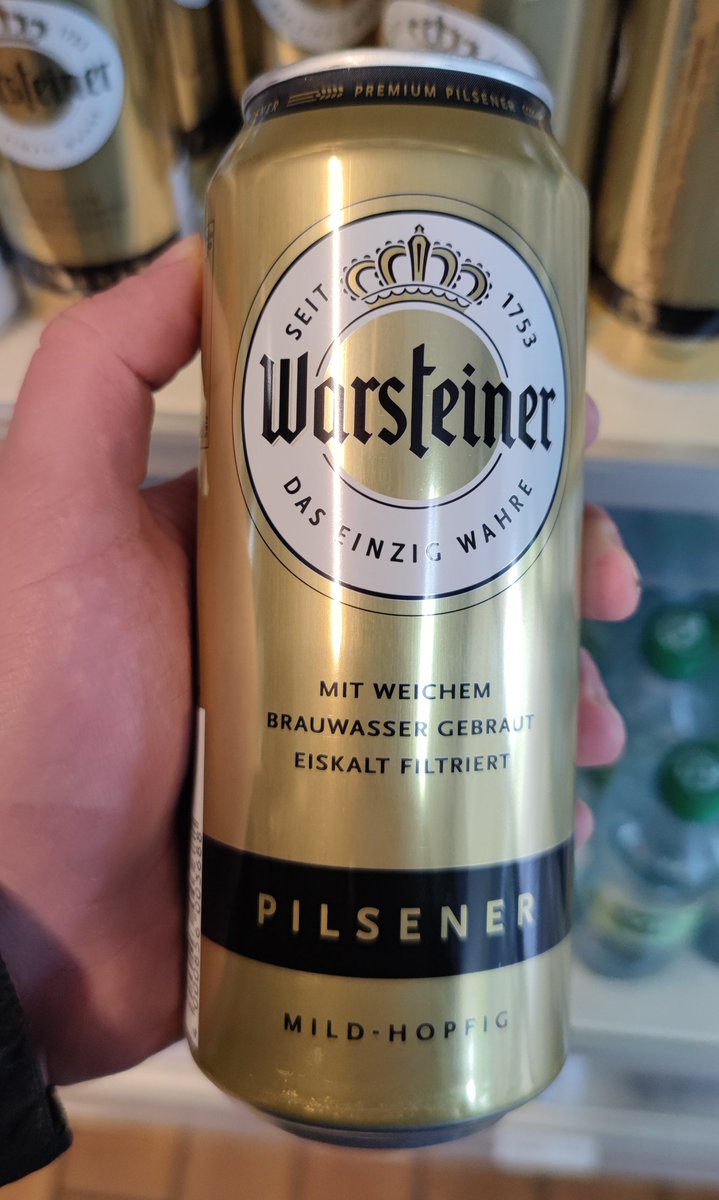 PREMIUM PILSENER
SEIT 1753
Warsteiner
DAS EINZIG WAHRE
MIT WEICHEM
BRAUWASSER GEBRAUT
EISKALT FILTRIERT
PILSENER
MILD-HOPFIG